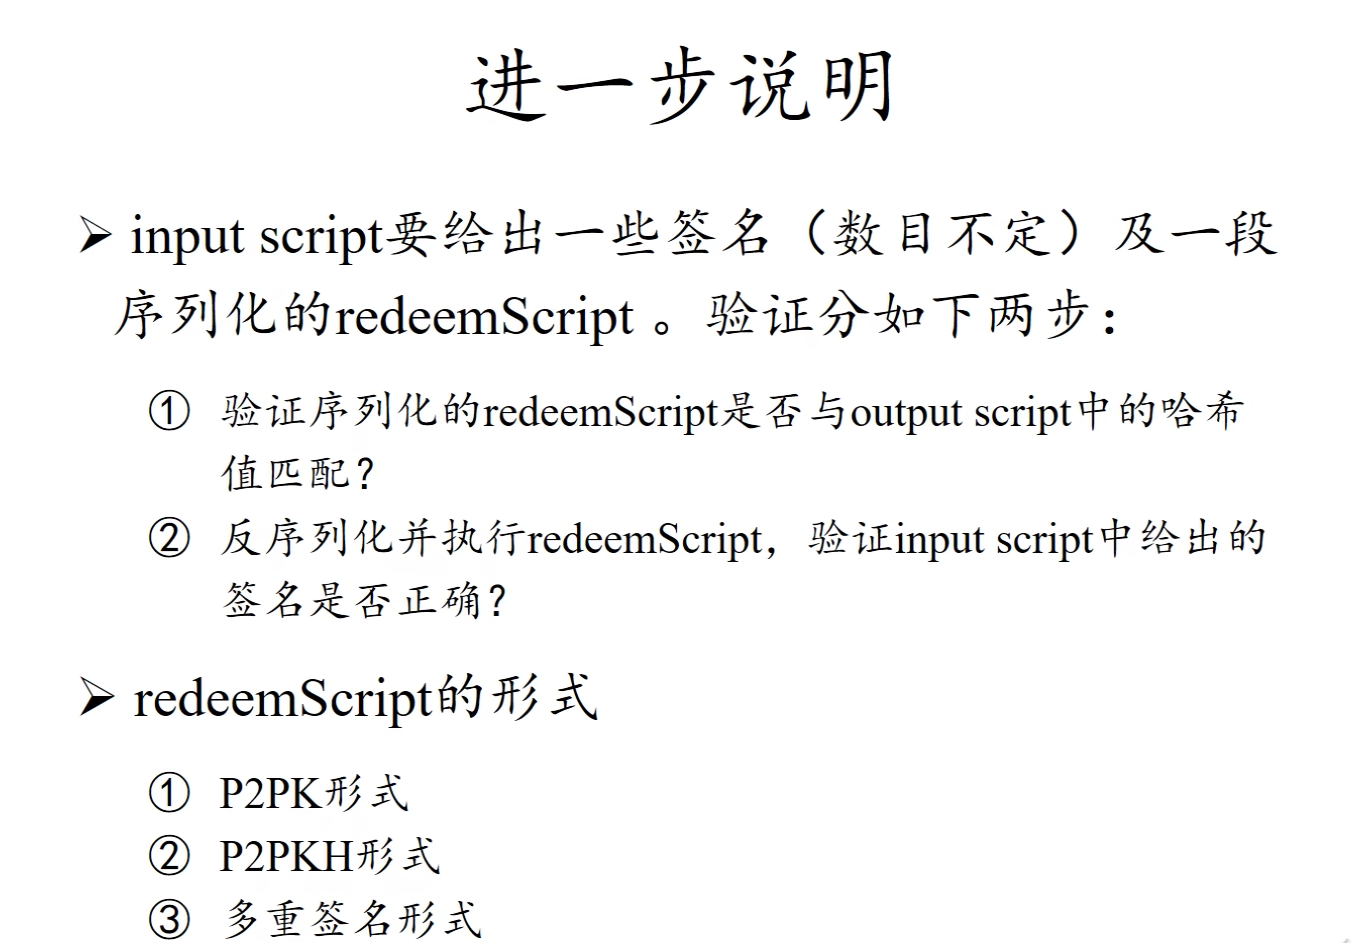 进一步说明
➢ input script要给出一些签名（数目不定）及一段
序列化的redeemScript 。验证分如下两步：
① 验证序列化的redeemScript是否与output script中的哈希
值匹配？
② 反序列化并执行redeemScript，验证input script中给出的
签名是否正确？
➢ redeemScript的形式
① P2PK形式
② P2PKH形式
③ 多重签名形式